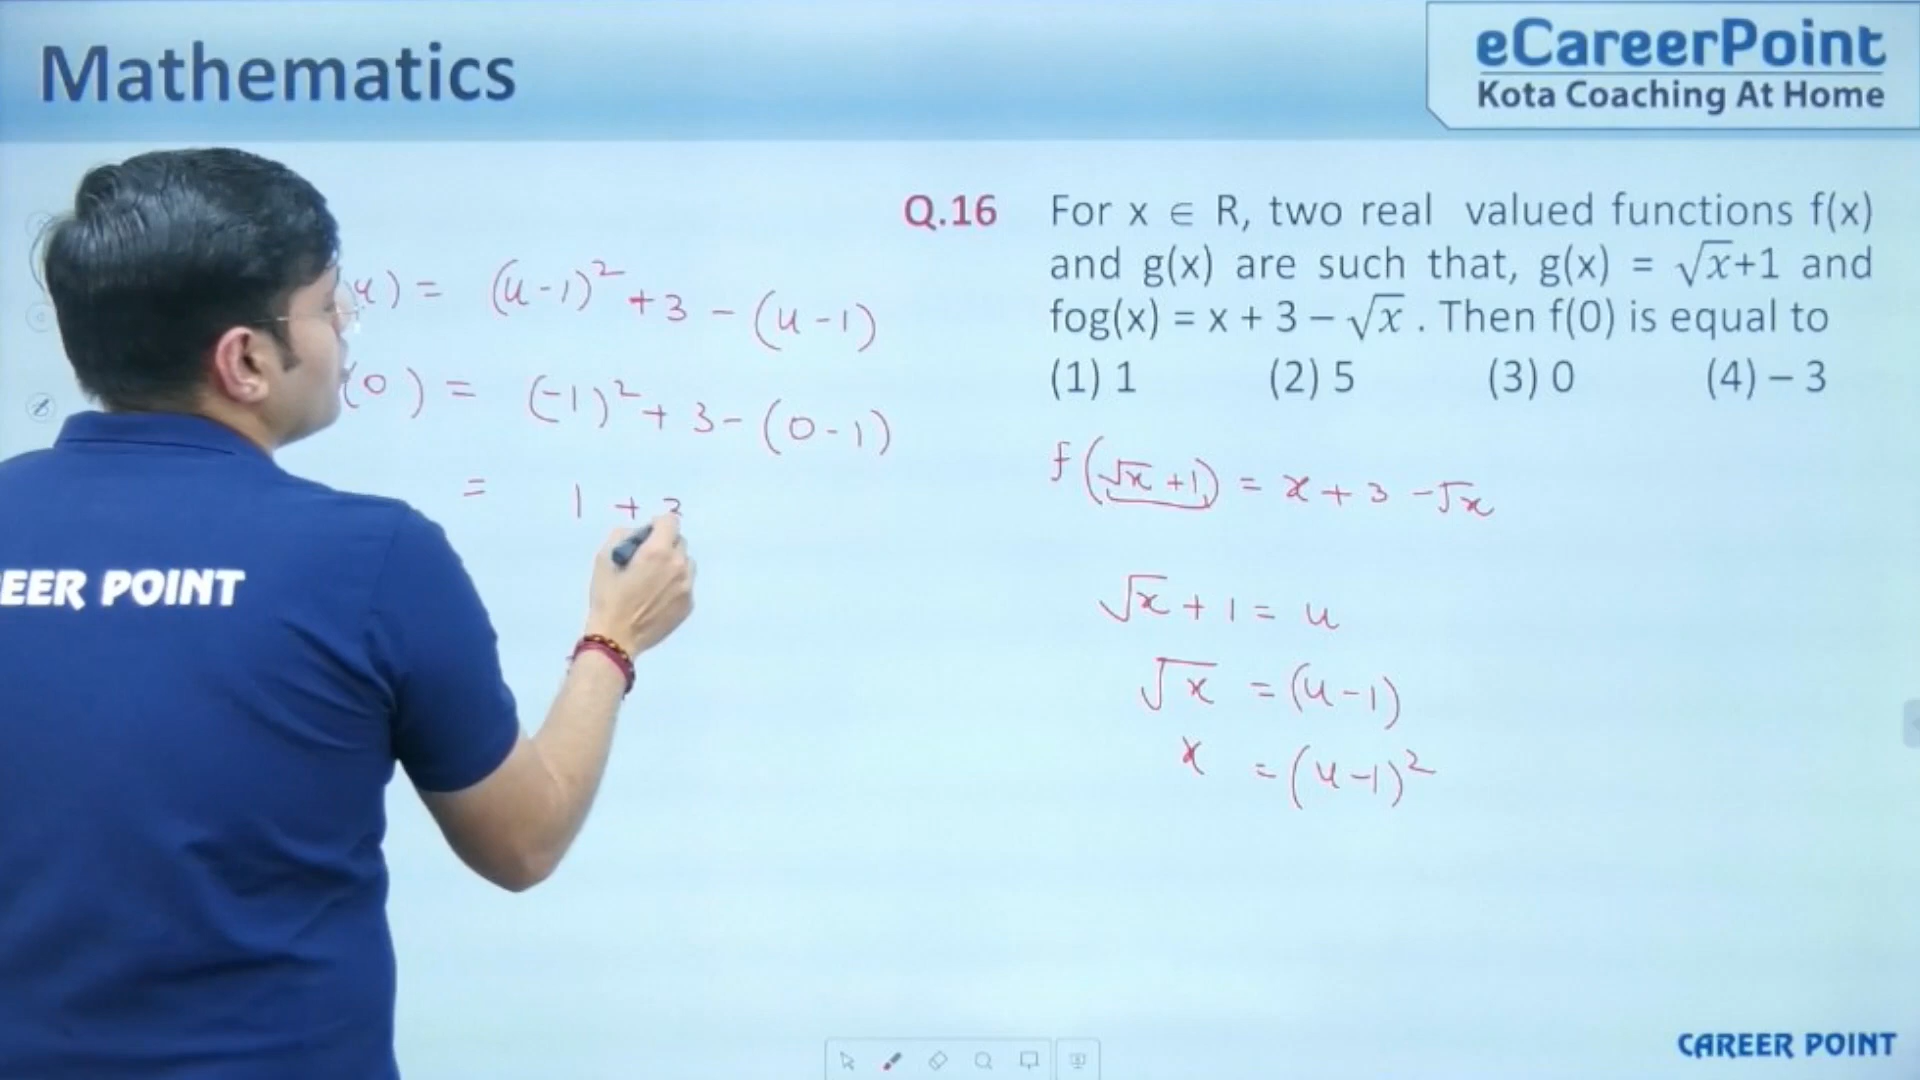 Mathematics
eCareerPoint
Kota Coaching At Home
Q.16 For x ∈ R, two real valued functions f(x)
and g(x) are such that, g(x) = √x+1 and
fog(x) = x + 3 – √x . Then f(0) is equal to
(1) 1 (2) 5 (3) 0 (4) – 3
u) = (u-1)² +3 - (u-1)
(0) = (-1)² + 3 - (0-1)
= 1 + 3
f(√x +1) = x + 3 -√x
√x + 1 = u
√x = (u-1)
x = (u-1)²
EER POINT
CAREER POINT